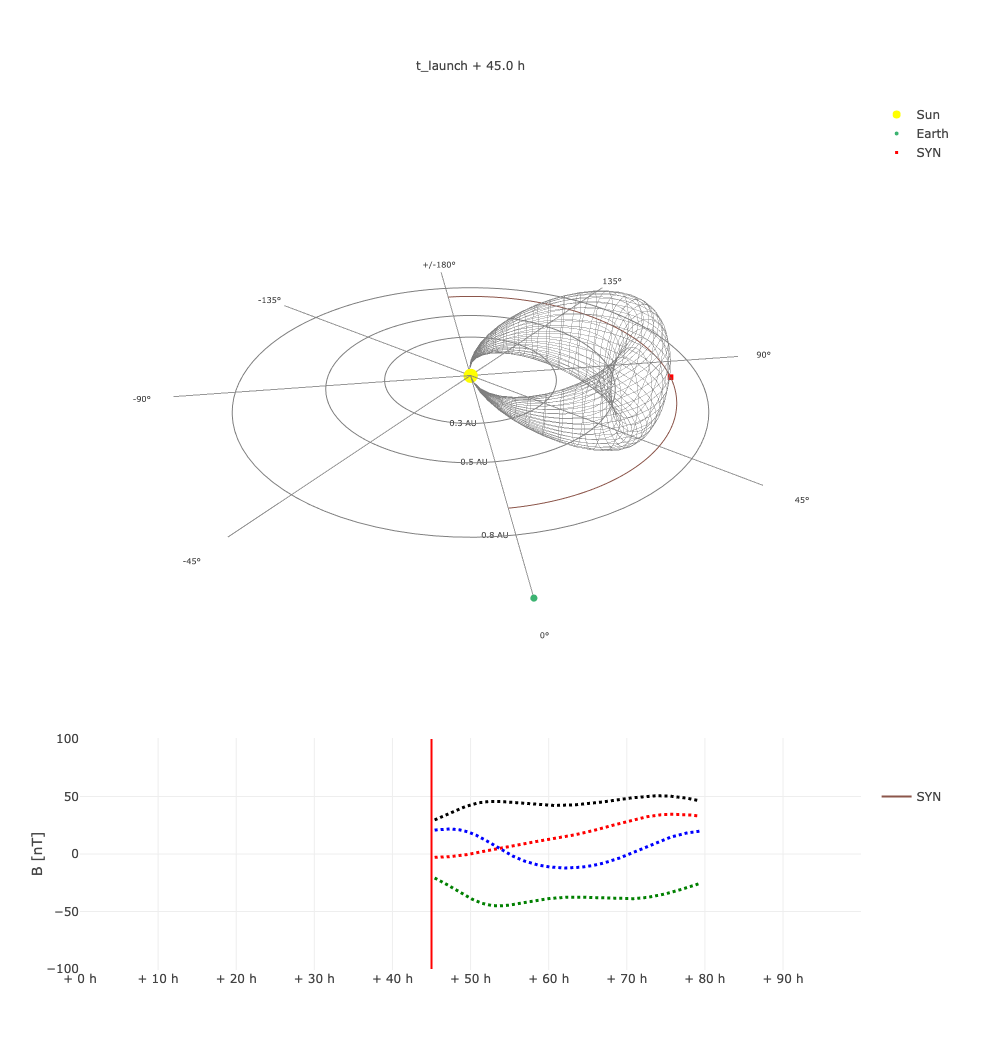 t_launch + 45.0 h
Sun
Earth
SYN
+/-180°
135°
-135°
90°
-90°
0.3 AU
0.5 AU
45°
0.8 AU
-45°
0°
100
50
0
−50
−100
B [nT]
SYN
+ 0 h
+ 10 h
+ 20 h
+ 30 h
+ 40 h
+ 50 h
+ 60 h
+ 70 h
+ 80 h
+ 90 h